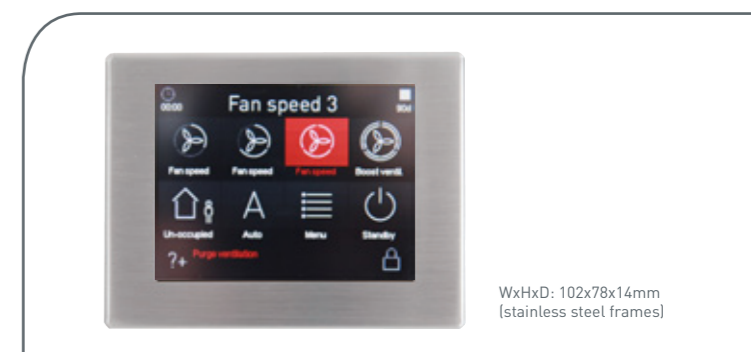 00:00
Fan speed 3
90d
Fan speed Fan speed Fan speed Boost ventil.
Un-occupied Auto Menu Standby
?+ Purge ventilation
WxHxD: 102x78x14mm
(stainless steel frames)